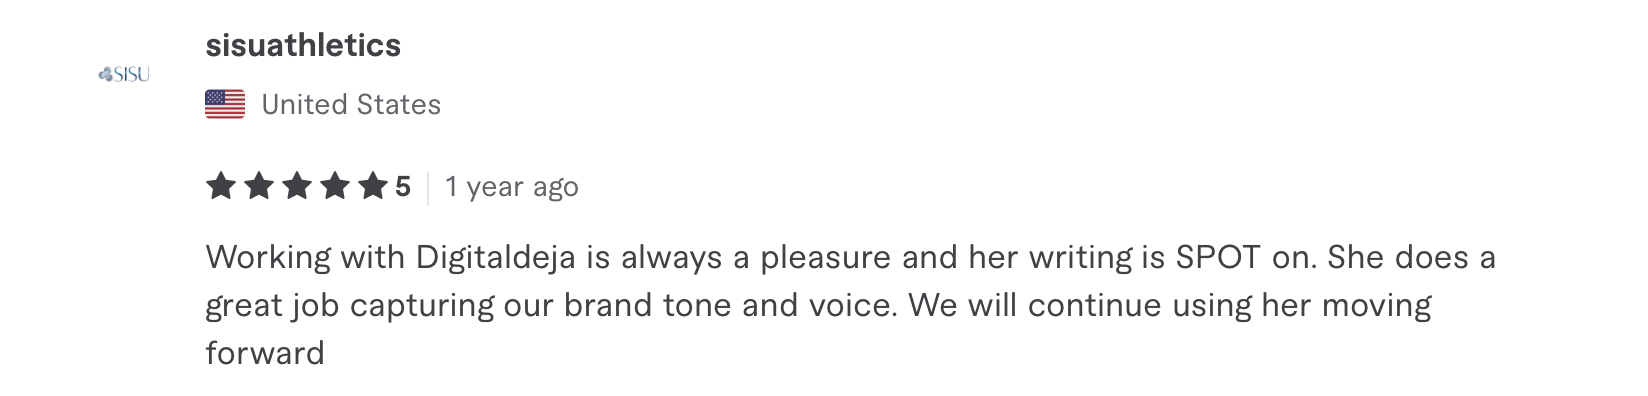 sisuathletics
SISU
United States
5 1 year ago
Working with Digitaldeja is always a pleasure and her writing is SPOT on. She does a
great job capturing our brand tone and voice. We will continue using her moving
forward